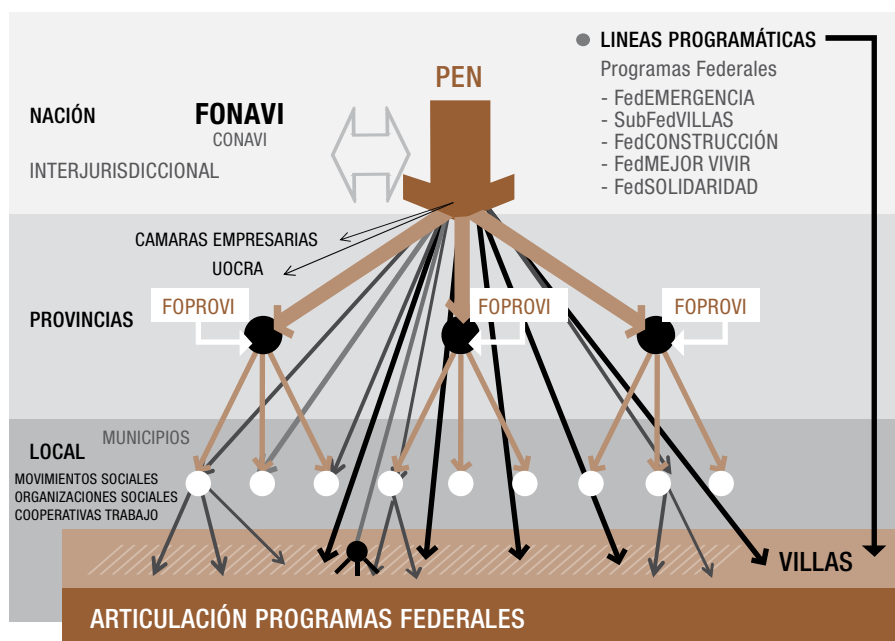 PEN
LINEAS PROGRAMÁTICAS
Programas Federales
- FedEMERGENCIA
- SubFedVILLAS
- FedCONSTRUCCIÓN
- FedMEJOR VIVIR
- FedSOLIDARIDAD
NACIÓN
FONAVI
CONAVI
INTERJURISDICCIONAL
CAMARAS EMPRESARIAS
UOCRA
PROVINCIAS
FOPROVI
FOPROVI
FOPROVI
MUNICIPIOS
LOCAL
MOVIMIENTOS SOCIALES
ORGANIZACIONES SOCIALES
COOPERATIVAS TRABAJO
VILLAS
ARTICULACIÓN PROGRAMAS FEDERALES